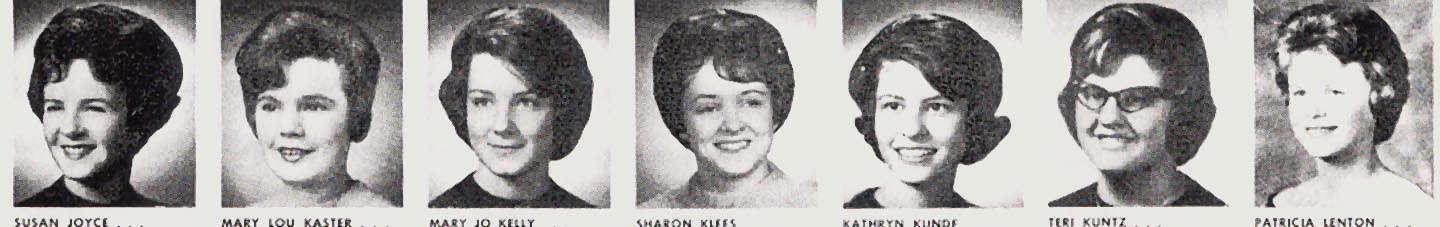 SUSAN JOYCE . . . MARY LOU KASTER . . . MARY JO KELLY . . . SHARON KLEES KATHRYN KUNDE TERI KUNTZ . . . PATRICIA LENTON . . .